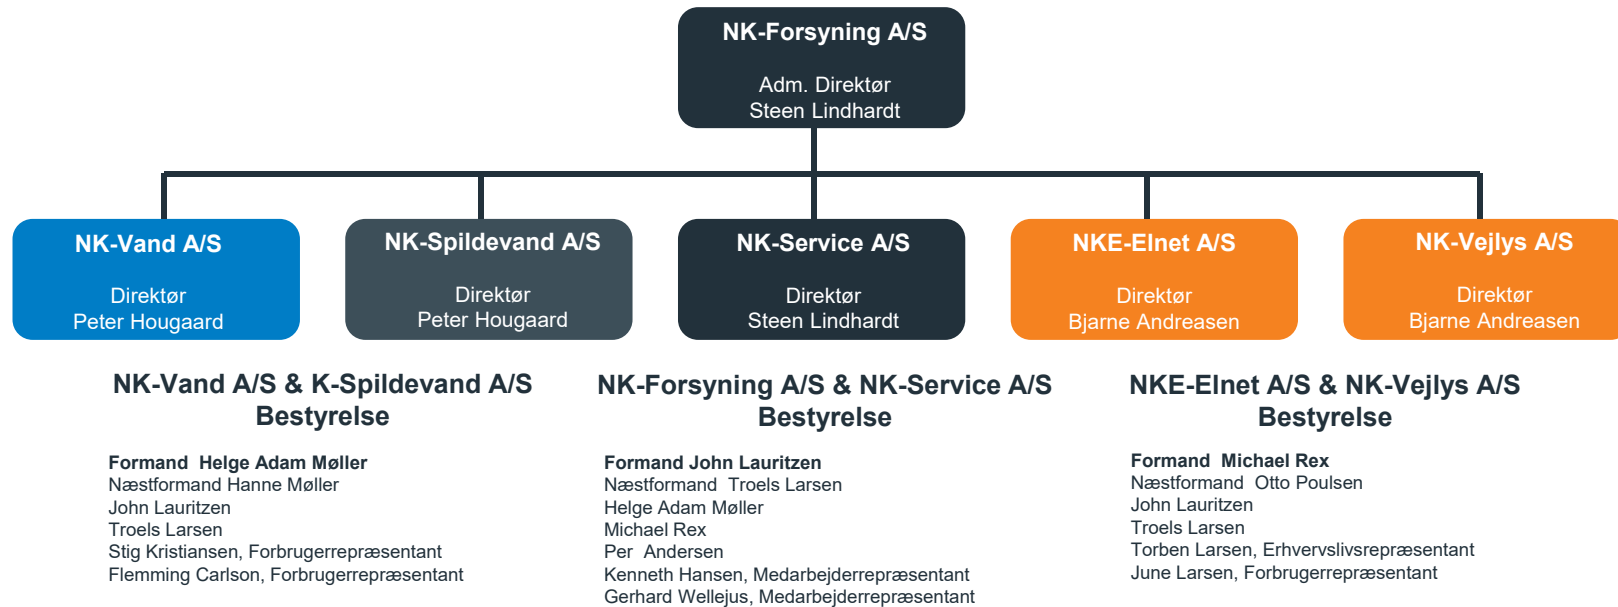 NK-Forsyning A/S
Adm. Direktør
Steen Lindhardt
NK-Vand A/S
Direktør
Peter Hougaard
NK-Spildevand A/S
Direktør
Peter Hougaard
NK-Service A/S
Direktør
Steen Lindhardt
NKE-Elnet A/S
Direktør
Bjarne Andreasen
NK-Vejlys A/S
Direktør
Bjarne Andreasen
NK-Vand A/S & K-Spildevand A/S
Bestyrelse
Formand  Helge Adam Møller
Næstformand Hanne Møller
John Lauritzen
Troels Larsen
Stig Kristiansen, Forbrugerrepræsentant
Flemming Carlson, Forbrugerrepræsentant
NK-Forsyning A/S & NK-Service A/S
Bestyrelse
Formand John Lauritzen
Næstformand  Troels Larsen
Helge Adam Møller
Michael Rex
Per  Andersen
Kenneth Hansen, Medarbejderrepræsentant
Gerhard Wellejus, Medarbejderrepræsentant
NKE-Elnet A/S & NK-Vejlys A/S
Bestyrelse
Formand  Michael Rex
Næstformand  Otto Poulsen
John Lauritzen
Troels Larsen
Torben Larsen, Erhvervslivsrepræsentant
June Larsen, Forbrugerrepræsentant